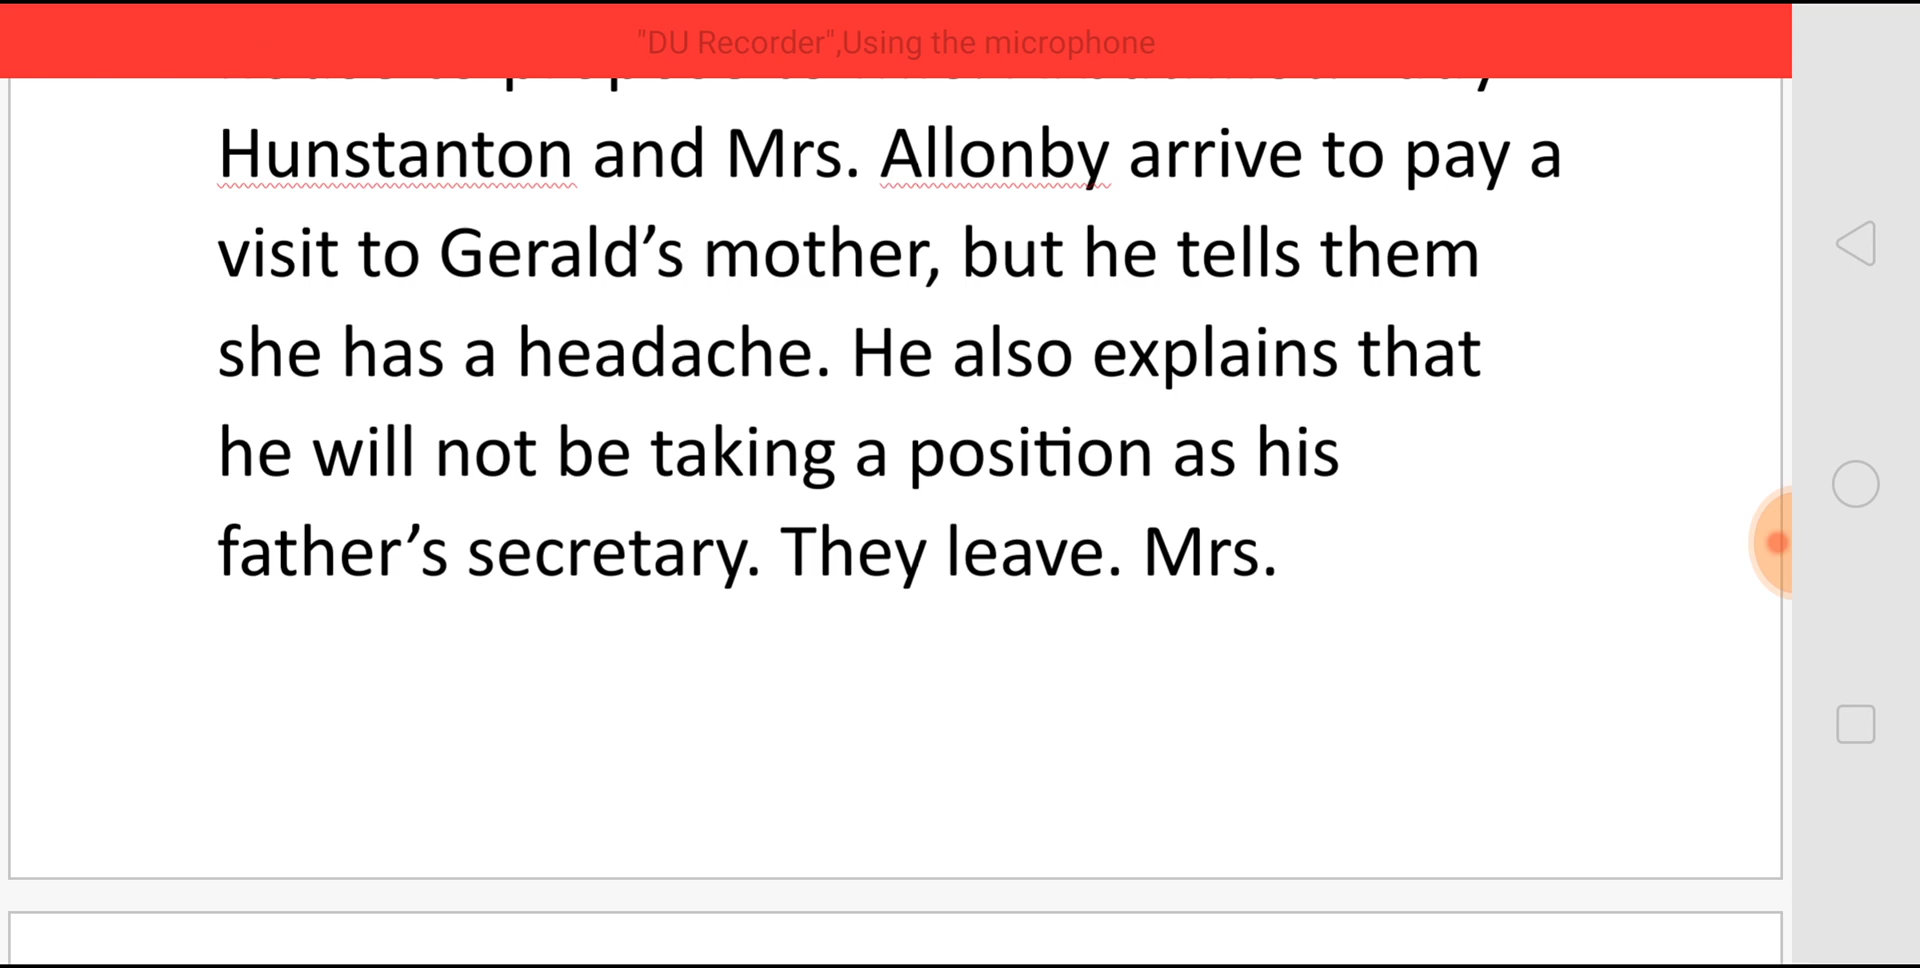 "DU Recorder",Using the microphone
Hunstanton and Mrs. Allonby arrive to pay a
visit to Gerald’s mother, but he tells them
she has a headache. He also explains that
he will not be taking a position as his
father’s secretary. They leave. Mrs.